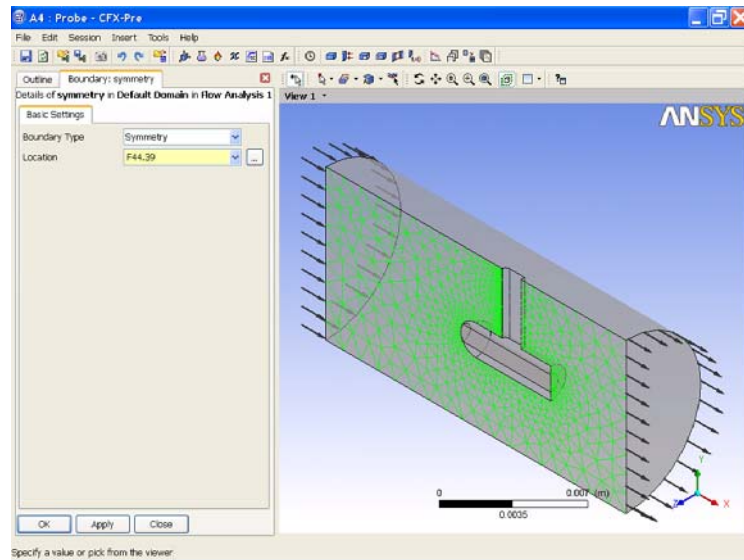 A4 : Probe - CFX-Pre
File Edit Session Insert Tools Help
Outline Boundary: symmetry
Details of symmetry in Default Domain in Flow Analysis 1
Basic Settings
Boundary Type Symmetry
Location F44.39 ...
OK Apply Close
Specify a value or pick from the viewer
View 1
ANSYS
0 0.007 (m)
0.0035
Y
Z X